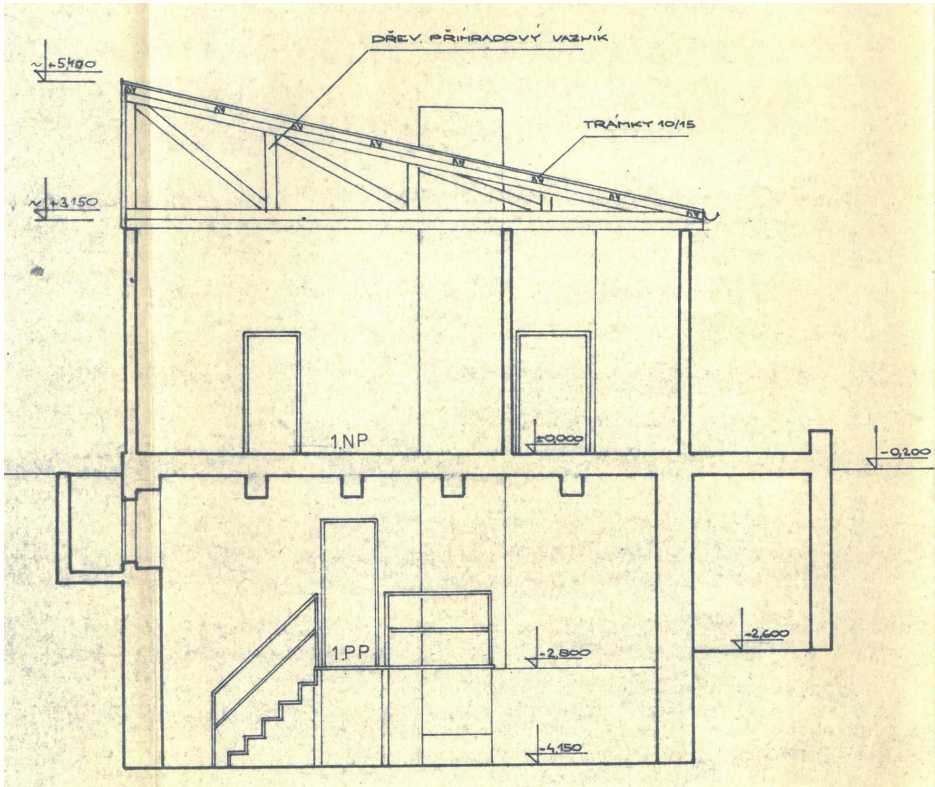 DŘEV. PŘÍHRADOVÝ VAZNÍK
~ +5,400
TRÁMKY 10/15
~ +3,150
1.NP
±0,000
-0,200
-2,600
1.PP
-2,800
-4,150